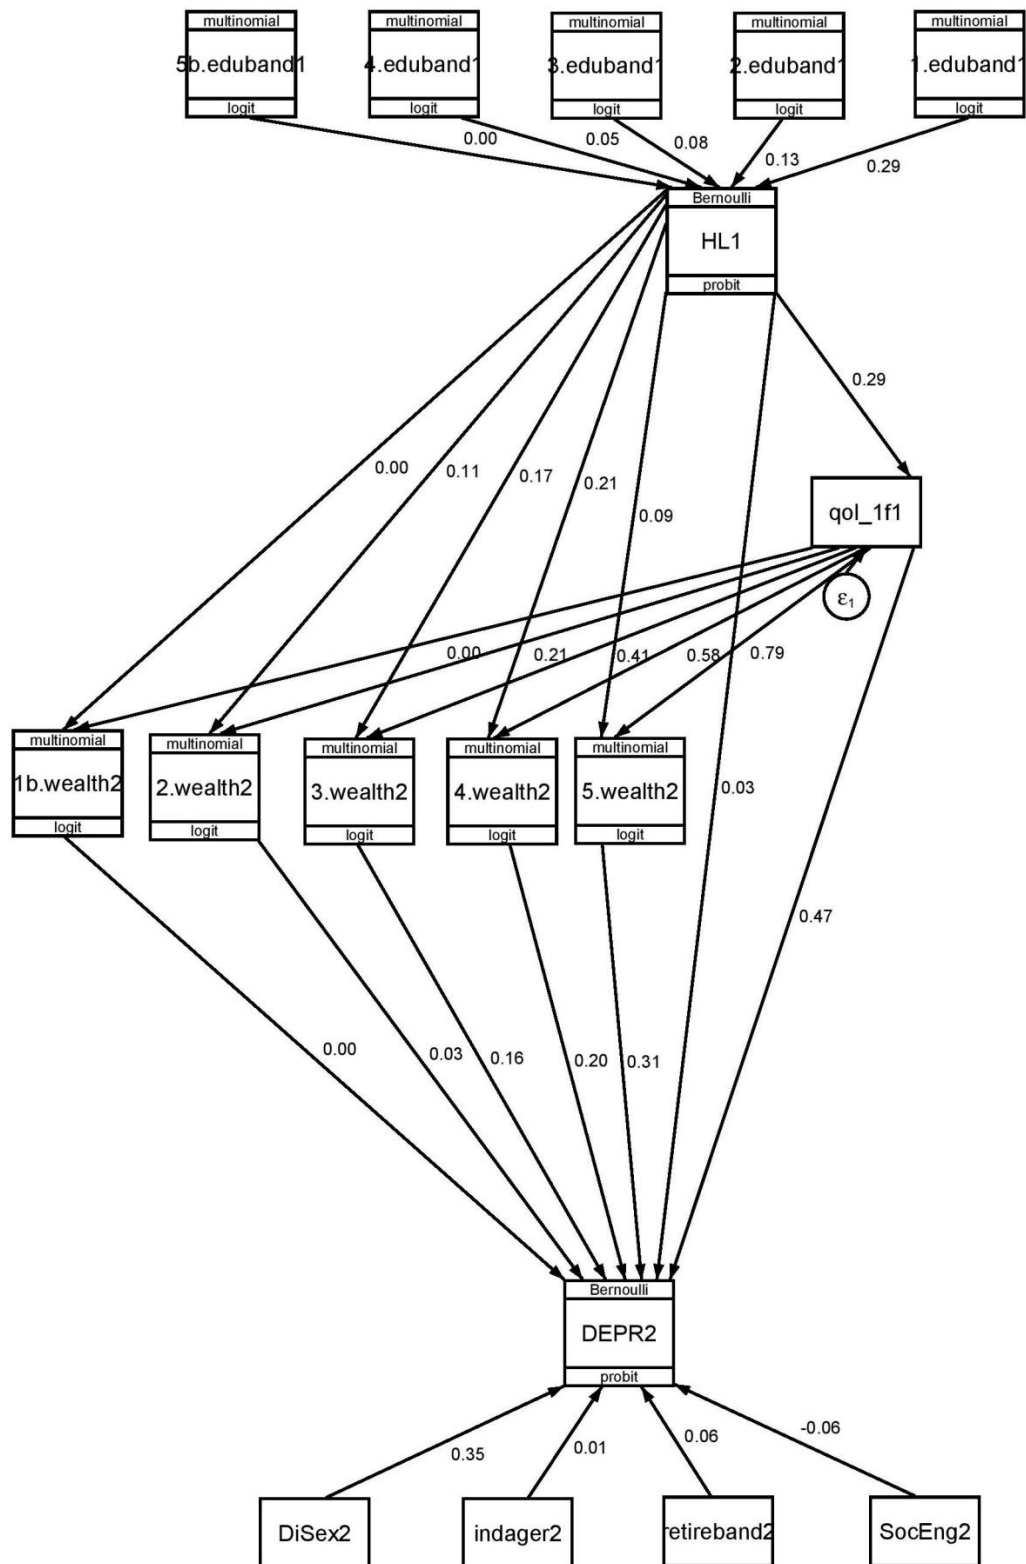 multinomial multinomial multinomial multinomial multinomial
5b.eduband1 4.eduband1 3.eduband1 2.eduband1 1.eduband1
logit logit logit logit logit
0.00 0.05 0.08 0.13 0.29
Bernoulli
HL1
probit
0.29
0.00 0.11 0.17 0.21 0.09
qol_1f1
ε1
0.00 0.21 0.41 0.58 0.79
multinomial multinomial multinomial multinomial multinomial
1b.wealth2 2.wealth2 3.wealth2 4.wealth2 5.wealth2
logit logit logit logit logit
0.03
0.47
0.00 0.03 0.16 0.20 0.31
Bernoulli
DEPR2
probit
0.35 0.01 0.06 -0.06
DiSex2 indager2 retireband2 SocEng2